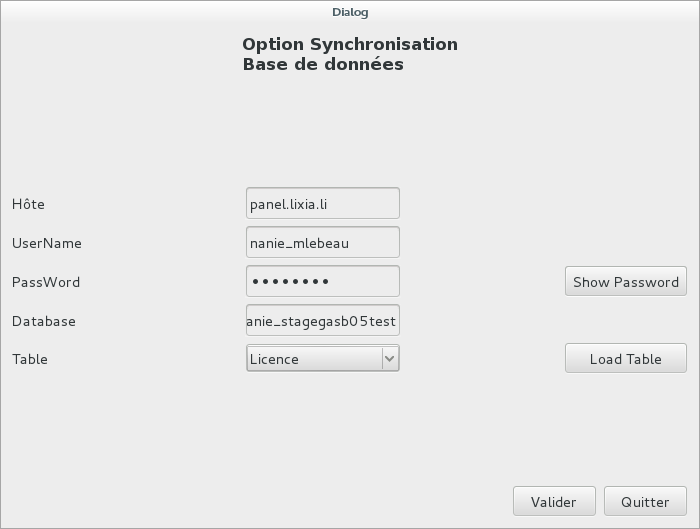 Dialog
Option Synchronisation
Base de données
Hôte panel.lixia.li
UserName nanie_mlebeau
PassWord •••••••• Show Password
Database anie_stagegasb05test
Table Licence Load Table
Valider Quitter